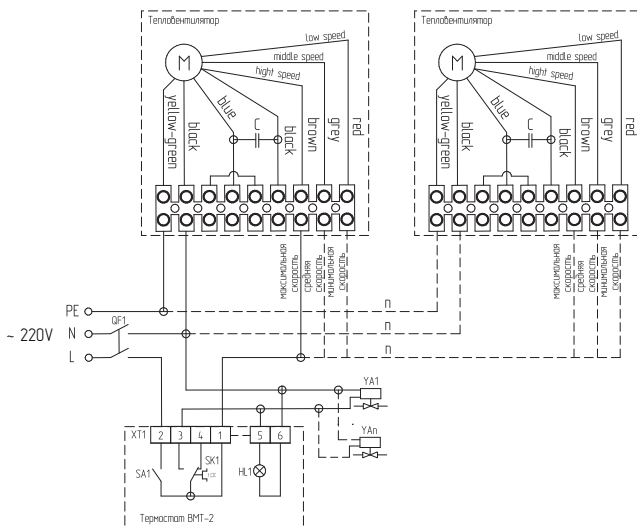 Тепловентилятор
Тепловентилятор
low speed
middle speed
hight speed
low speed
middle speed
hight speed
M
M
yellow-green
black
blue
C
black
brown
grey
red
yellow-green
black
blue
C
black
brown
grey
red
максимальная скорость
средняя скорость
минимальная скорость
максимальная скорость
средняя скорость
минимальная скорость
~ 220V
PE
N
L
QF1
n
n
n
YA1
YAn
XT1
2
3
4
1
5
6
SA1
SK1
HL1
Термостат BMT-2